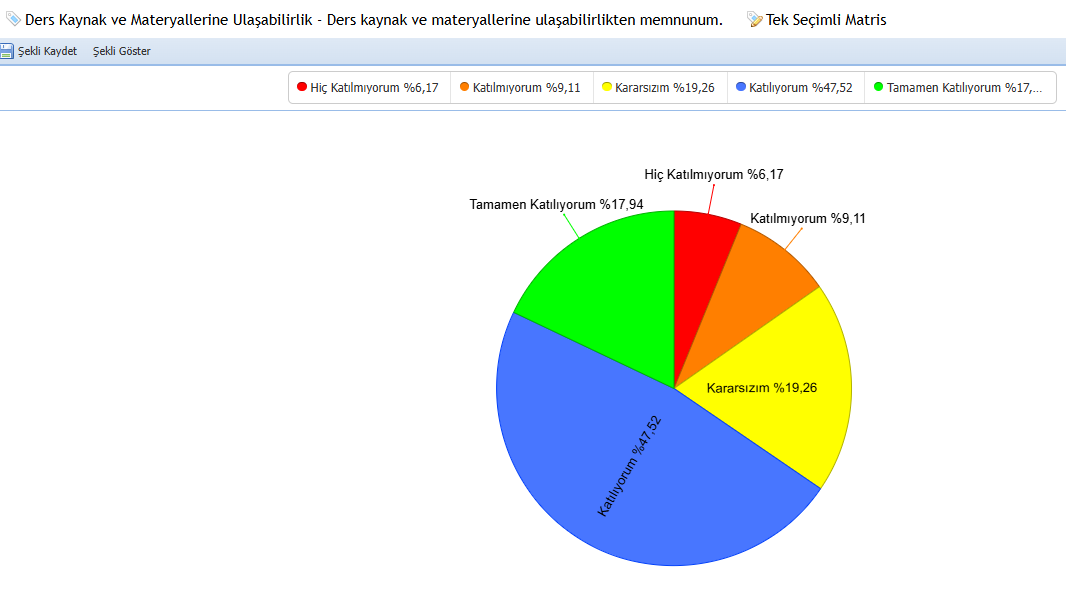 Ders Kaynak ve Materyallerine Ulaşabilirlik - Ders kaynak ve materyallerine ulaşabilirlikten memnunum. Tek Seçimli Matris
Şekli Kaydet Şekli Göster
Hiç Katılmıyorum %6,17 Katılmıyorum %9,11 Kararsızım %19,26 Katılıyorum %47,52 Tamamen Katılıyorum %17,...
Hiç Katılmıyorum %6,17
Tamamen Katılıyorum %17,94
Katılmıyorum %9,11
Kararsızım %19,26
Katılıyorum %47,52